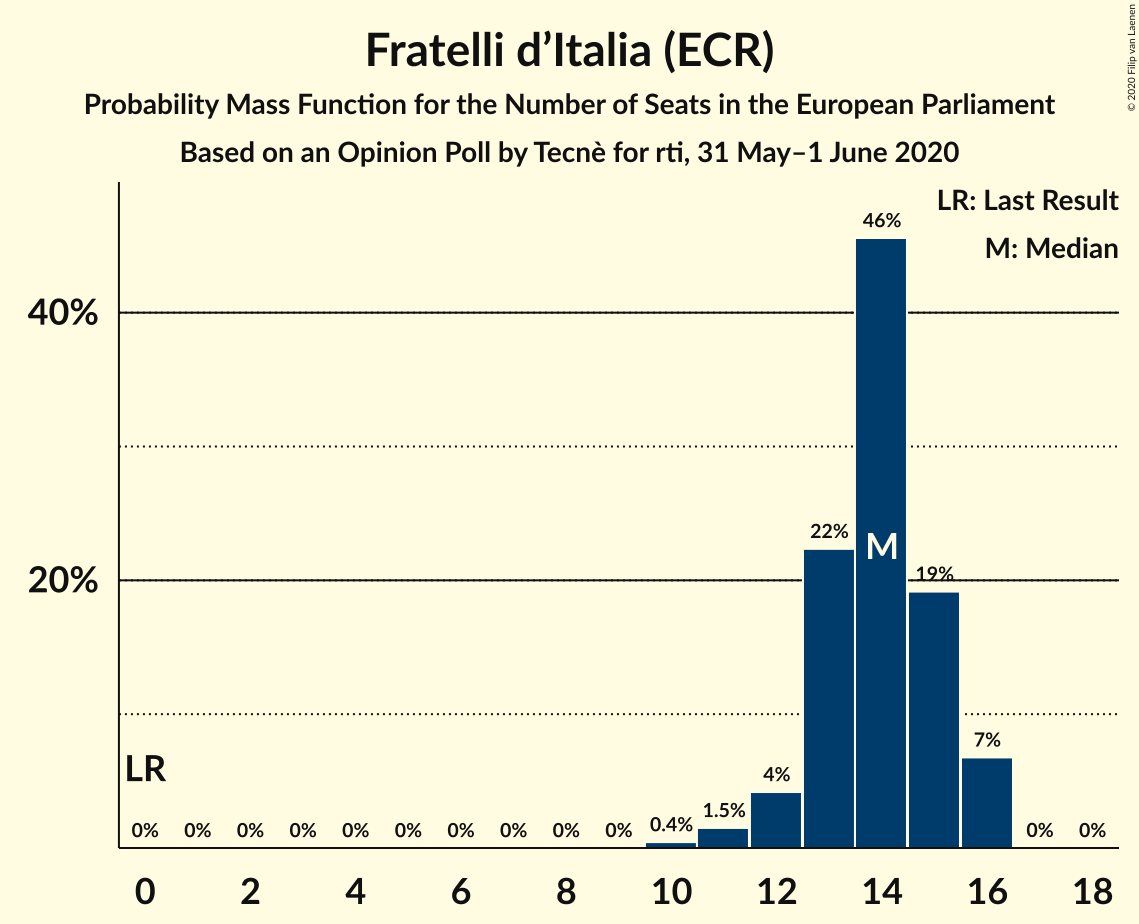 Fratelli d’Italia (ECR)
Probability Mass Function for the Number of Seats in the European Parliament
Based on an Opinion Poll by Tecnè for rti, 31 May–1 June 2020
© 2020 Filip van Laenen
LR: Last Result
M: Median
46%
40%
22%
M
20%
19%
7%
LR
4%
1.5%
0% 0% 0% 0% 0% 0% 0% 0% 0% 0% 0.4% 0% 0%
0 2 4 6 8 10 12 14 16 18